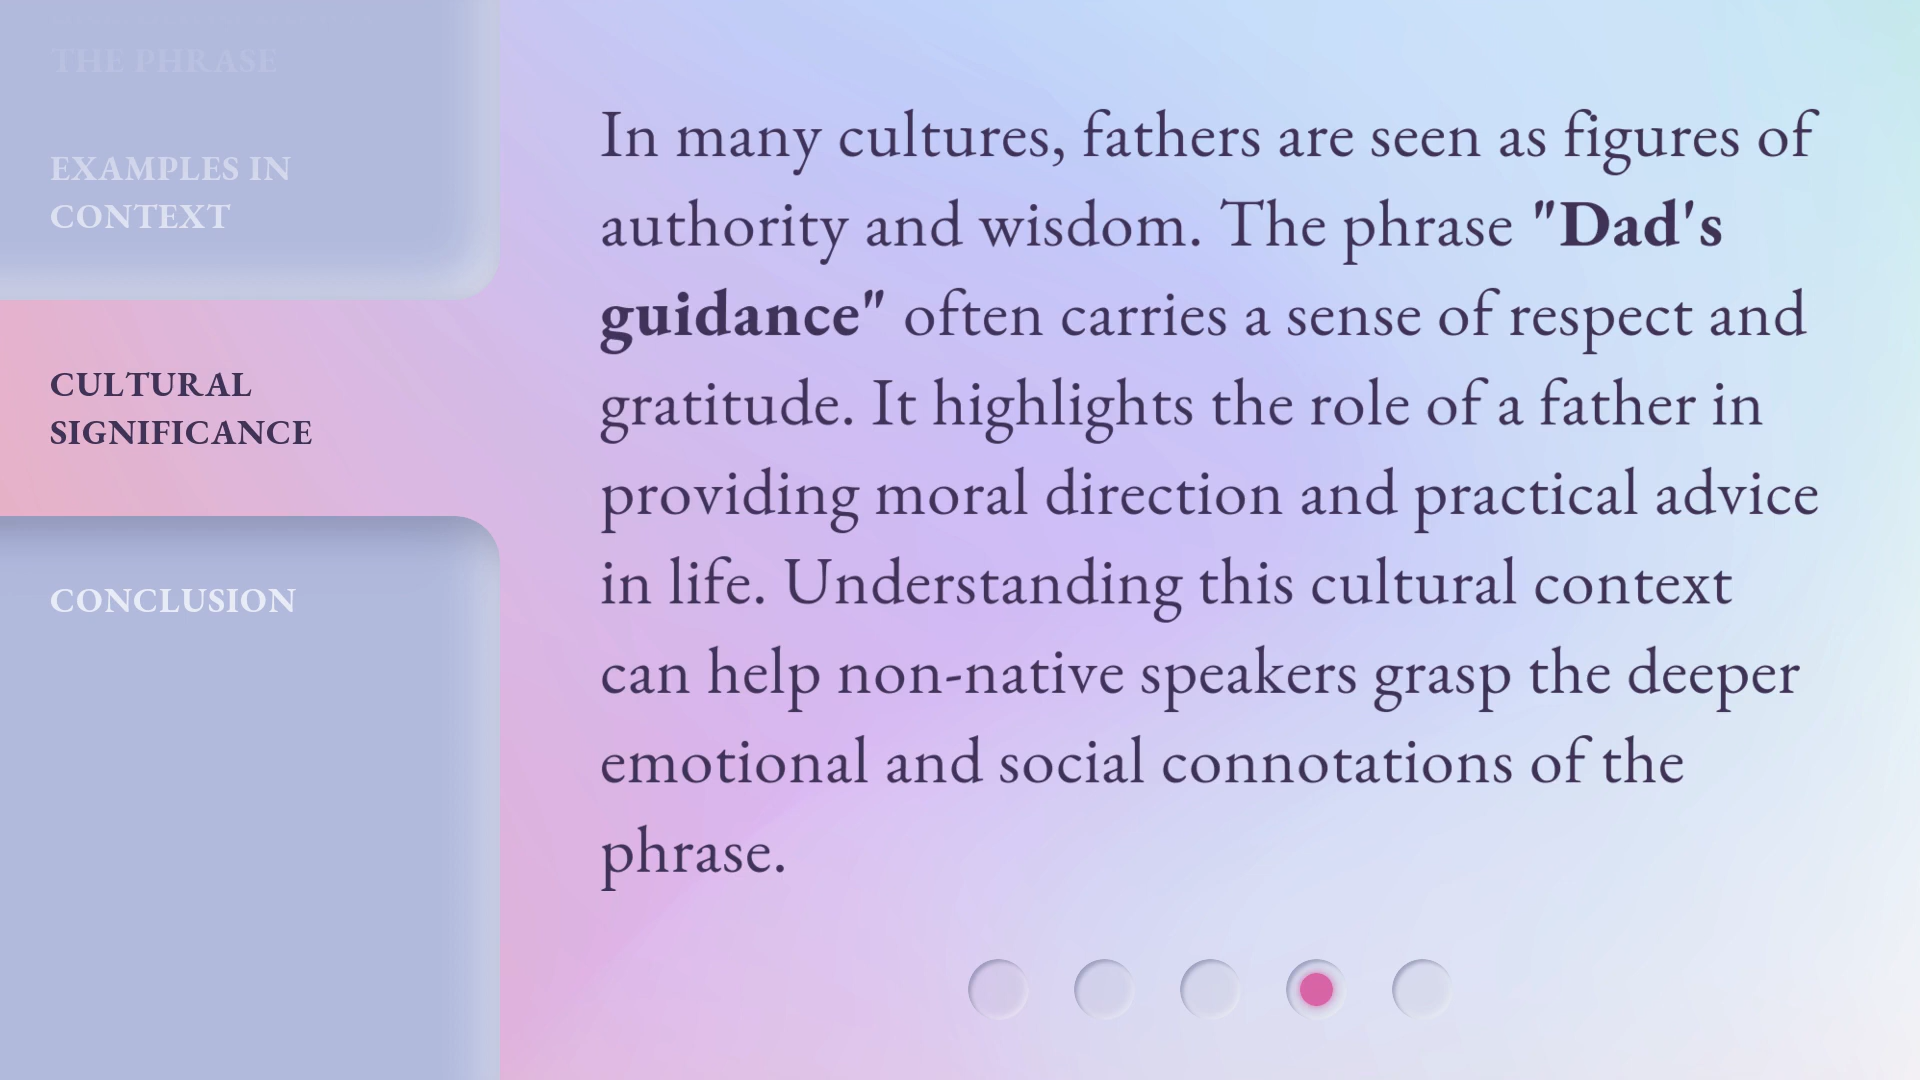 THE PHRASE
EXAMPLES IN
CONTEXT
CULTURAL
SIGNIFICANCE
CONCLUSION
In many cultures, fathers are seen as figures of
authority and wisdom. The phrase "Dad's
guidance" often carries a sense of respect and
gratitude. It highlights the role of a father in
providing moral direction and practical advice
in life. Understanding this cultural context
can help non-native speakers grasp the deeper
emotional and social connotations of the
phrase.